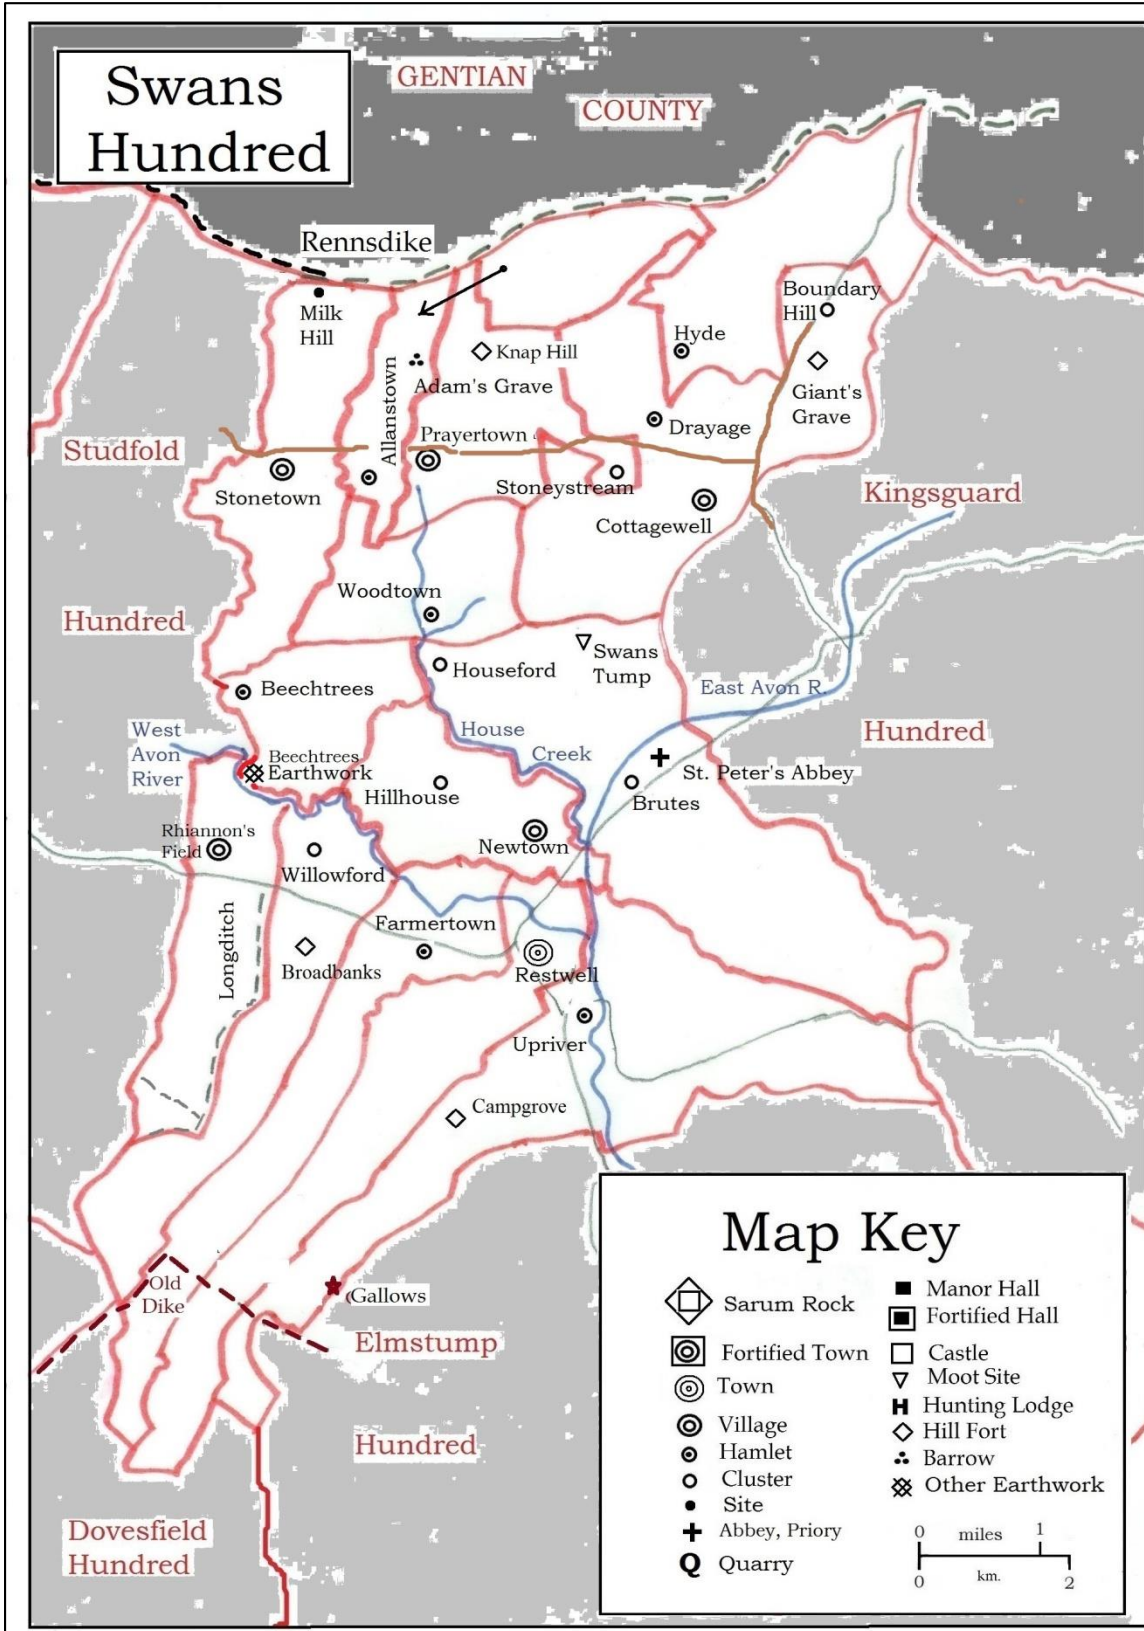 Swans
Hundred
GENTIAN
COUNTY
Rennsdike
Milk
Hill
Boundary
Hill
Hyde
Knap Hill
Adam's Grave
Giant's
Grave
Allanstown
Drayage
Prayertown
Studfold
Stonetown
Stoneystream
Kingsguard
Cottagewell
Woodtown
Hundred
Houseford
Swans
Tump
Beechtrees
East Avon R.
West
Avon
River
House
Creek
Hundred
Beechtrees
Earthwork
St. Peter's Abbey
Hillhouse
Brutes
Rhiannon's
Field
Newtown
Willowford
Farmertown
Longditch
Broadbanks
Restwell
Upriver
Campgrove
Old
Dike
Gallows
Elmstump
Hundred
Dovesfield
Hundred
Map Key
Sarum Rock
Fortified Town
Town
Village
Hamlet
Cluster
Site
Abbey, Priory
Q Quarry
Manor Hall
Fortified Hall
Castle
Moot Site
H Hunting Lodge
Hill Fort
Barrow
Other Earthwork
0 miles 1
0 km. 2